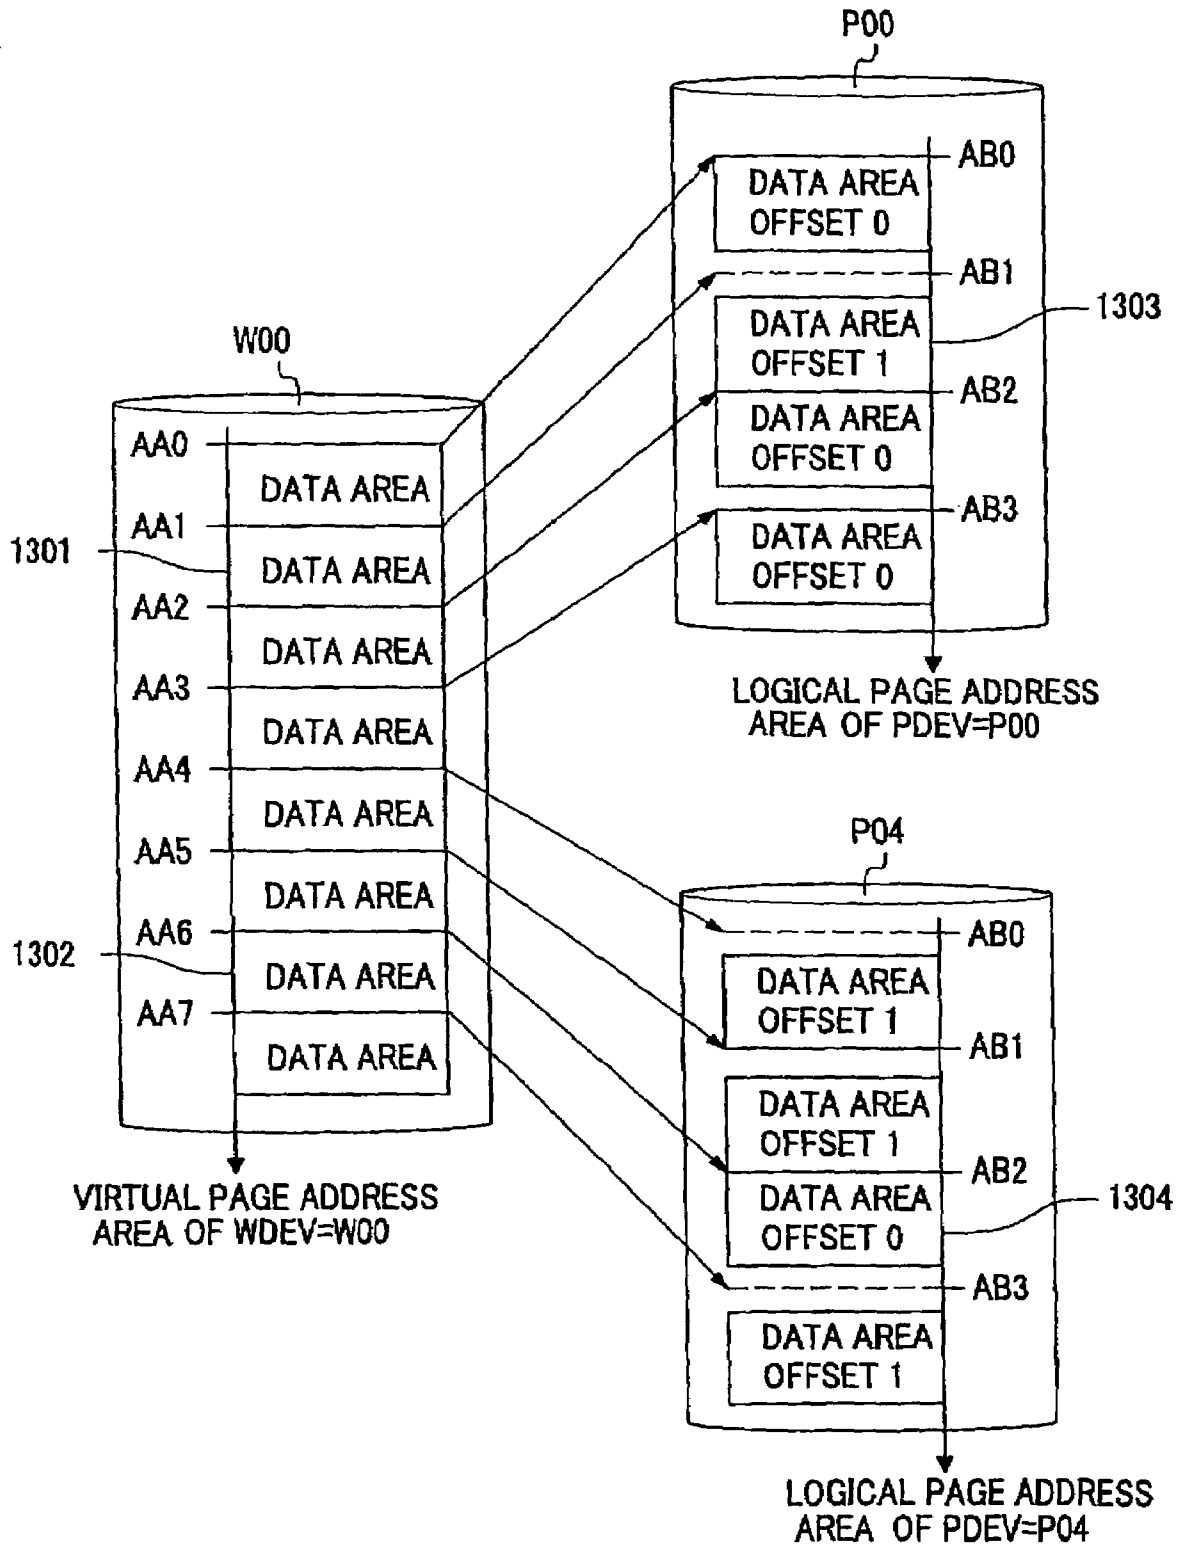 P00
AB0
DATA AREA
OFFSET 0
AB1
1303
DATA AREA
OFFSET 1
AB2
DATA AREA
OFFSET 0
AB3
DATA AREA
OFFSET 0
LOGICAL PAGE ADDRESS
AREA OF PDEV=P00
W00
AA0
DATA AREA
AA1
1301
DATA AREA
AA2
DATA AREA
AA3
DATA AREA
AA4
DATA AREA
AA5
DATA AREA
AA6
1302
DATA AREA
AA7
DATA AREA
VIRTUAL PAGE ADDRESS
AREA OF WDEV=W00
P04
AB0
DATA AREA
OFFSET 1
AB1
DATA AREA
OFFSET 1
AB2
1304
DATA AREA
OFFSET 0
AB3
DATA AREA
OFFSET 1
LOGICAL PAGE ADDRESS
AREA OF PDEV=P04